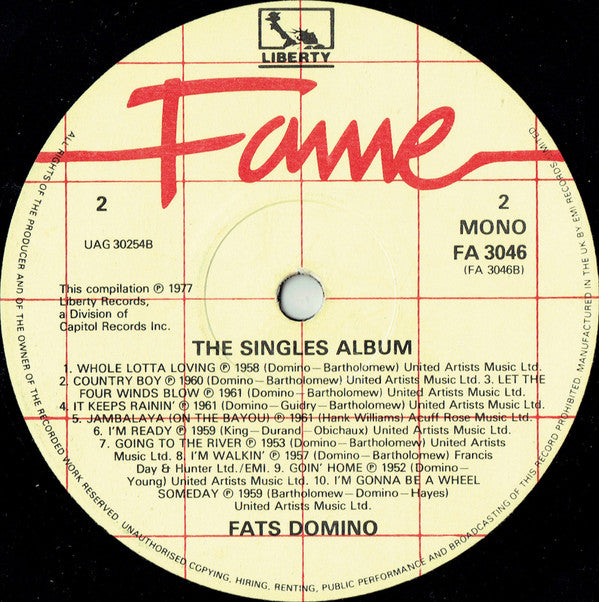 LIBERTY
Fame
2
UAG 30254B
2
MONO
FA 3046
(FA 3046B)
This compilation ℗ 1977
Liberty Records,
a Division of
Capitol Records Inc.
THE SINGLES ALBUM
1. WHOLE LOTTA LOVING ℗ 1958 (Domino–Bartholomew) United Artists Music Ltd.
2. COUNTRY BOY ℗ 1960 (Domino–Bartholomew) United Artists Music Ltd. 3. LET THE
FOUR WINDS BLOW ℗ 1961 (Domino–Bartholomew) United Artists Music Ltd.
4. IT KEEPS RAININ' ℗ 1961 (Domino–Guidry–Bartholomew) United Artists Music Ltd.
5. JAMBALAYA (ON THE BAYOU) ℗ 1961 (Hank Williams) Acuff Rose Music Ltd.
6. I'M READY ℗ 1959 (King–Durand–Obichaux) United Artists Music Ltd.
7. GOING TO THE RIVER ℗ 1953 (Domino–Bartholomew) United Artists
Music Ltd. 8. I'M WALKIN' ℗ 1957 (Domino–Bartholomew) Francis
Day & Hunter Ltd./EMI. 9. GOIN' HOME ℗ 1952 (Domino–
Young) United Artists Music Ltd. 10. I'M GONNA BE A WHEEL
SOMEDAY ℗ 1959 (Bartholomew–Domino–Hayes)
United Artists Music Ltd.
FATS DOMINO
ALL RIGHTS OF THE PRODUCER AND OF THE OWNER OF THE RECORDED WORK RESERVED. UNAUTHORISED COPYING, HIRING, RENTING, PUBLIC PERFORMANCE AND BROADCASTING OF THIS RECORD PROHIBITED. MANUFACTURED IN THE UK BY EMI RECORDS LIMITED